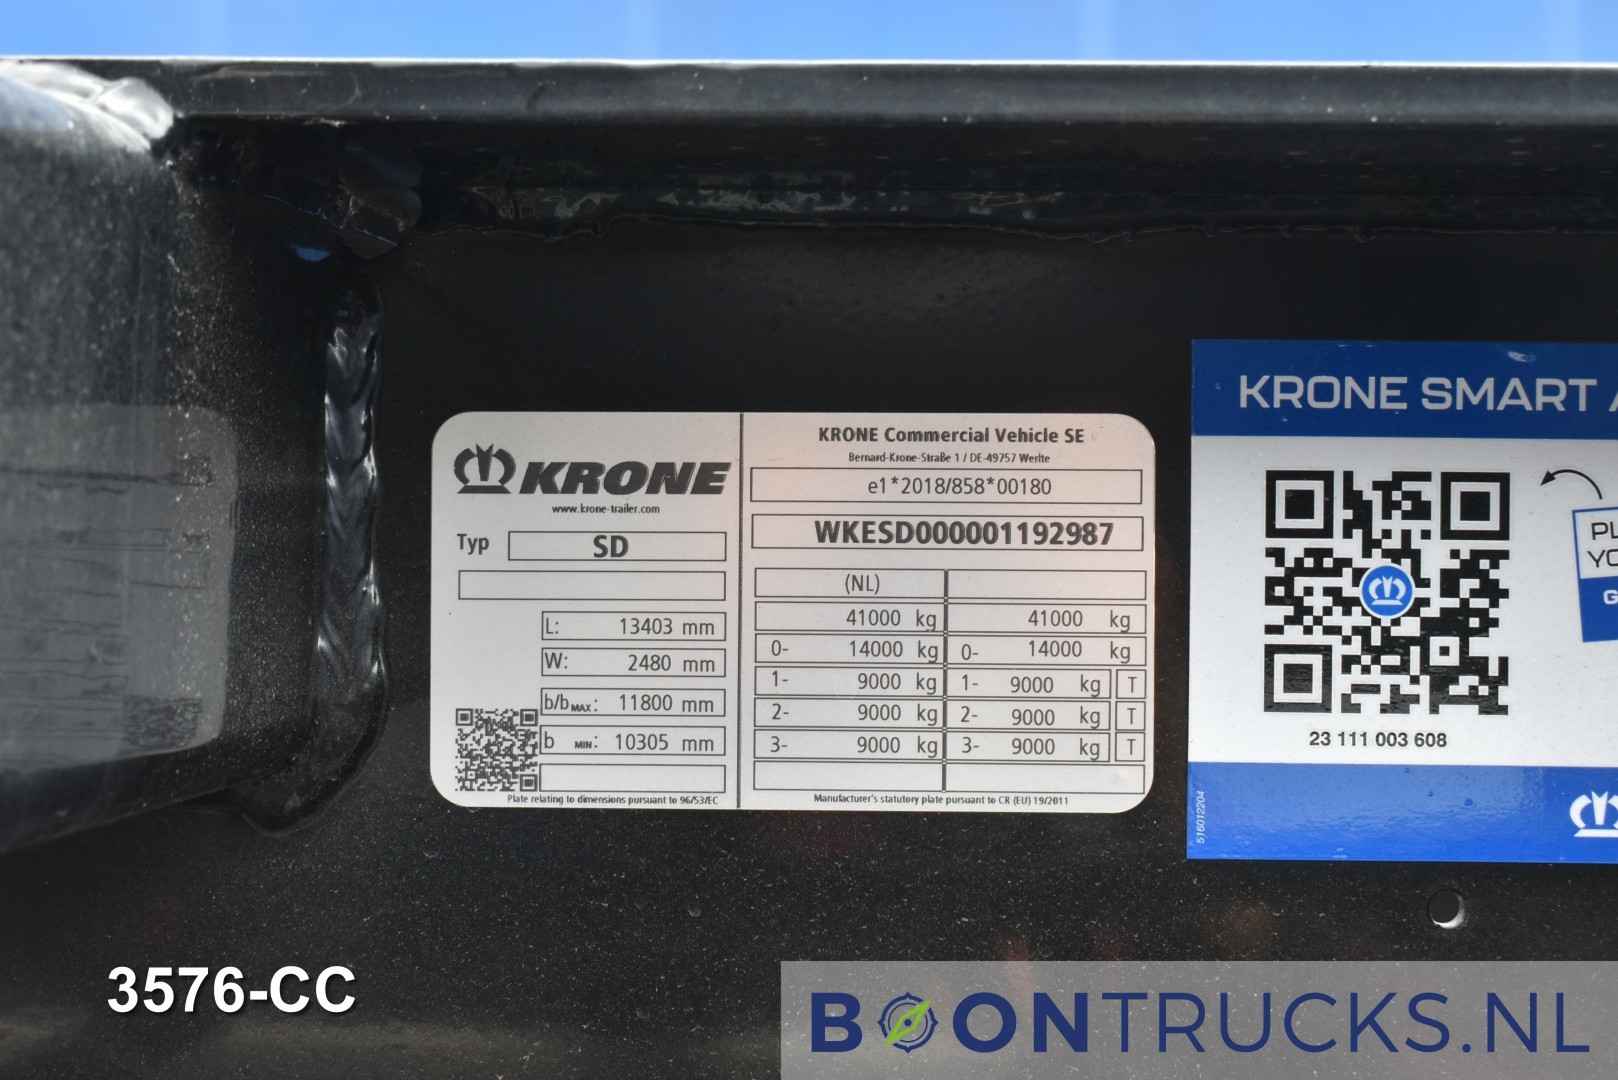 KRONE
www.krone-trailer.com
Typ SD
L: 13403 mm
W: 2480 mm
b/b MAX: 11800 mm
b MIN: 10305 mm
Plate relating to dimensions pursuant to 96/53/EC
KRONE Commercial Vehicle SE
Bernard-Krone-Straße 1 / DE-49757 Werlte
e1*2018/858*00180
WKESD000001192987
(NL)
41000 kg 41000 kg
0- 14000 kg 0- 14000 kg
1- 9000 kg 1- 9000 kg T
2- 9000 kg 2- 9000 kg T
3- 9000 kg 3- 9000 kg T
Manufacturer's statutory plate pursuant to CR (EU) 19/2011
KRONE SMART
23 111 003 608
516012204
3576-CC
BOONTRUCKS.NL